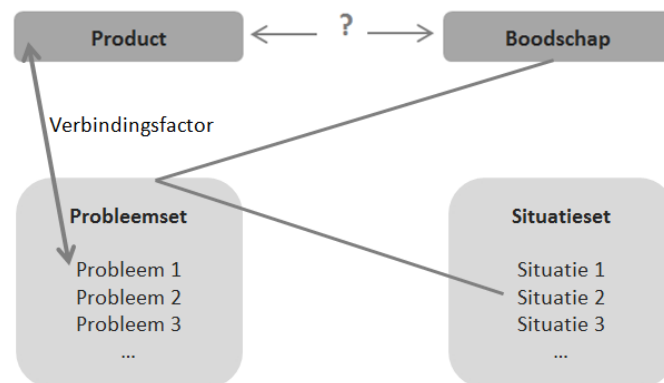 Product
?
Boodschap
Verbindingsfactor
Probleemset
Probleem 1
Probleem 2
Probleem 3
...
Situatieset
Situatie 1
Situatie 2
Situatie 3
...